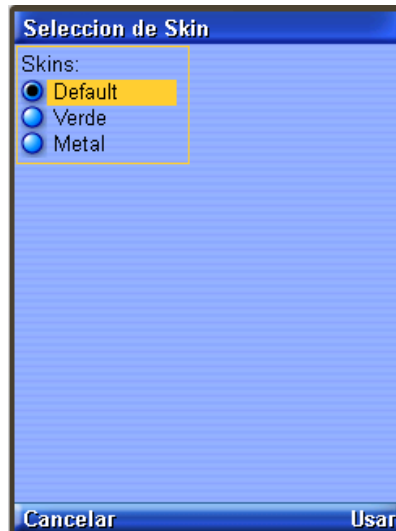 Seleccion de Skin
Skins:
Default
Verde
Metal
Cancelar Usar